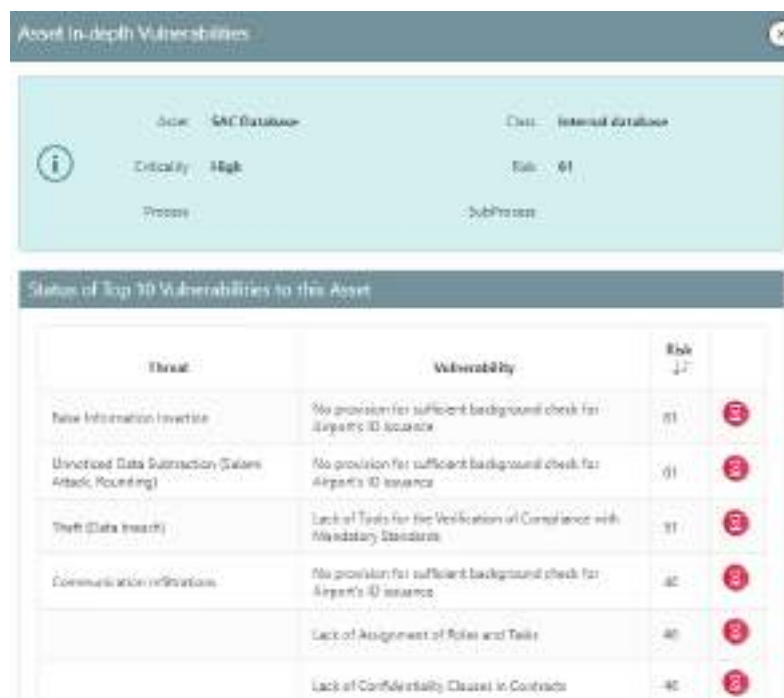 Asset in-depth Vulnerabilities
Asset SAC Database Class Internal database
Criticality High Risk 61
Process SubProcess
Status of Top 10 Vulnerabilities to this Asset
Threat Vulnerability Risk
False Information Insertion No provision for sufficient background check for
Airport's ID issuance 61
Unnoticed Data Subtraction (Salami
Attack, Rounding) No provision for sufficient background check for
Airport's ID issuance 61
Theft (Data breach) Lack of Tools for the Verification of Compliance with
Mandatory Standards
Communication infiltrations No provision for sufficient background check for
Airport's ID issuance
Lack of Assignment of Roles and Tasks
Lack of Confidentiality Clauses in Contracts